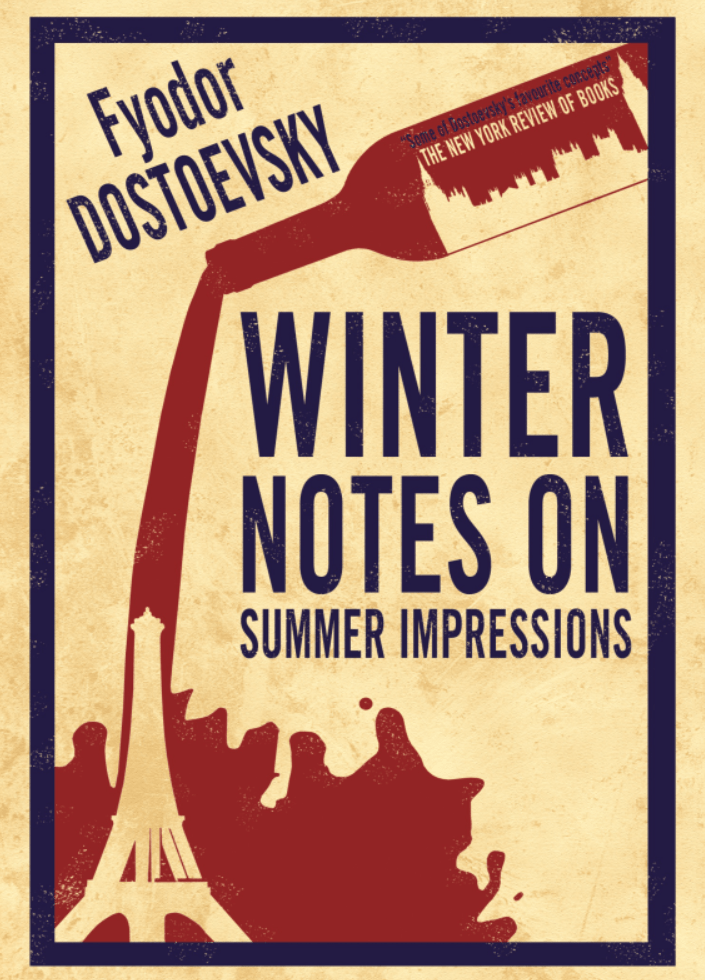 Fyodor
DOSTOEVSKY
"Some of Dostoevsky's favourite concepts"
THE NEW YORK REVIEW OF BOOKS
WINTER
NOTES ON
SUMMER IMPRESSIONS